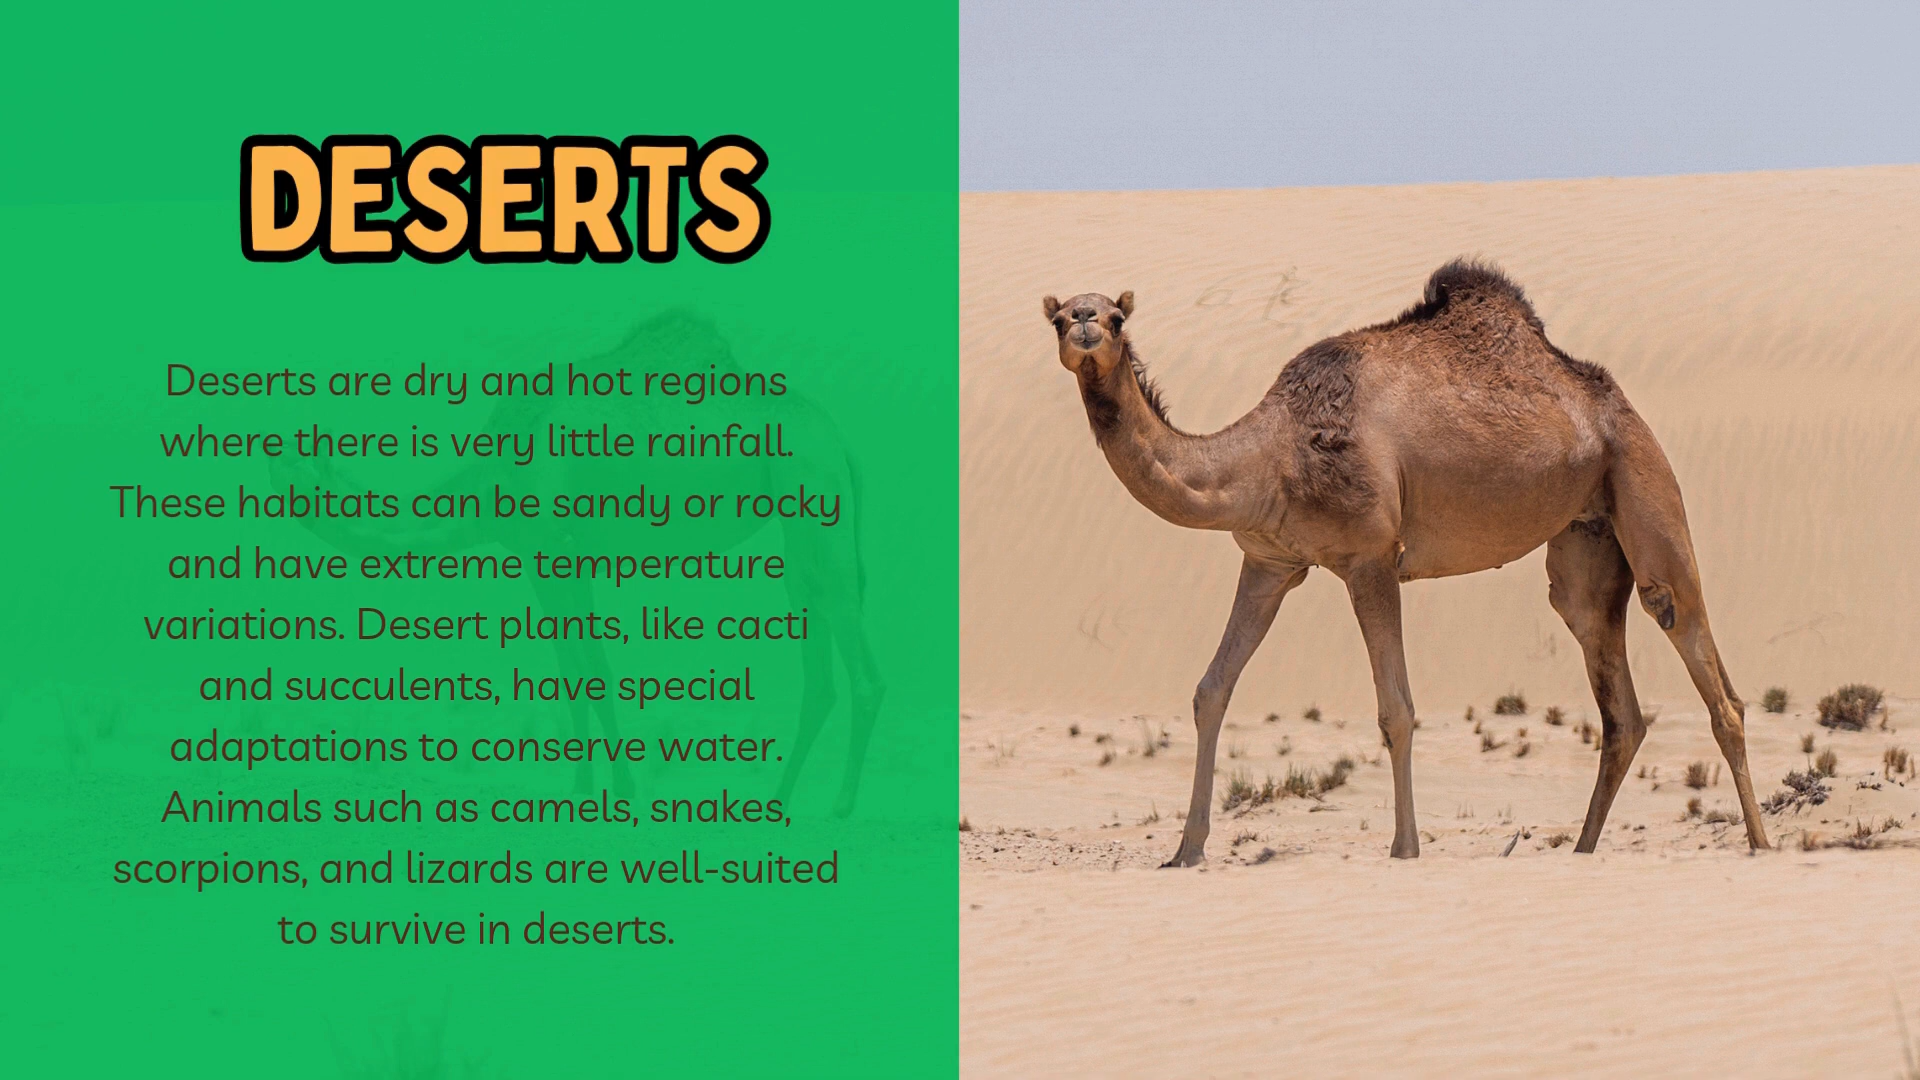 DESERTS
Deserts are dry and hot regions
where there is very little rainfall.
These habitats can be sandy or rocky
and have extreme temperature
variations. Desert plants, like cacti
and succulents, have special
adaptations to conserve water.
Animals such as camels, snakes,
scorpions, and lizards are well-suited
to survive in deserts.